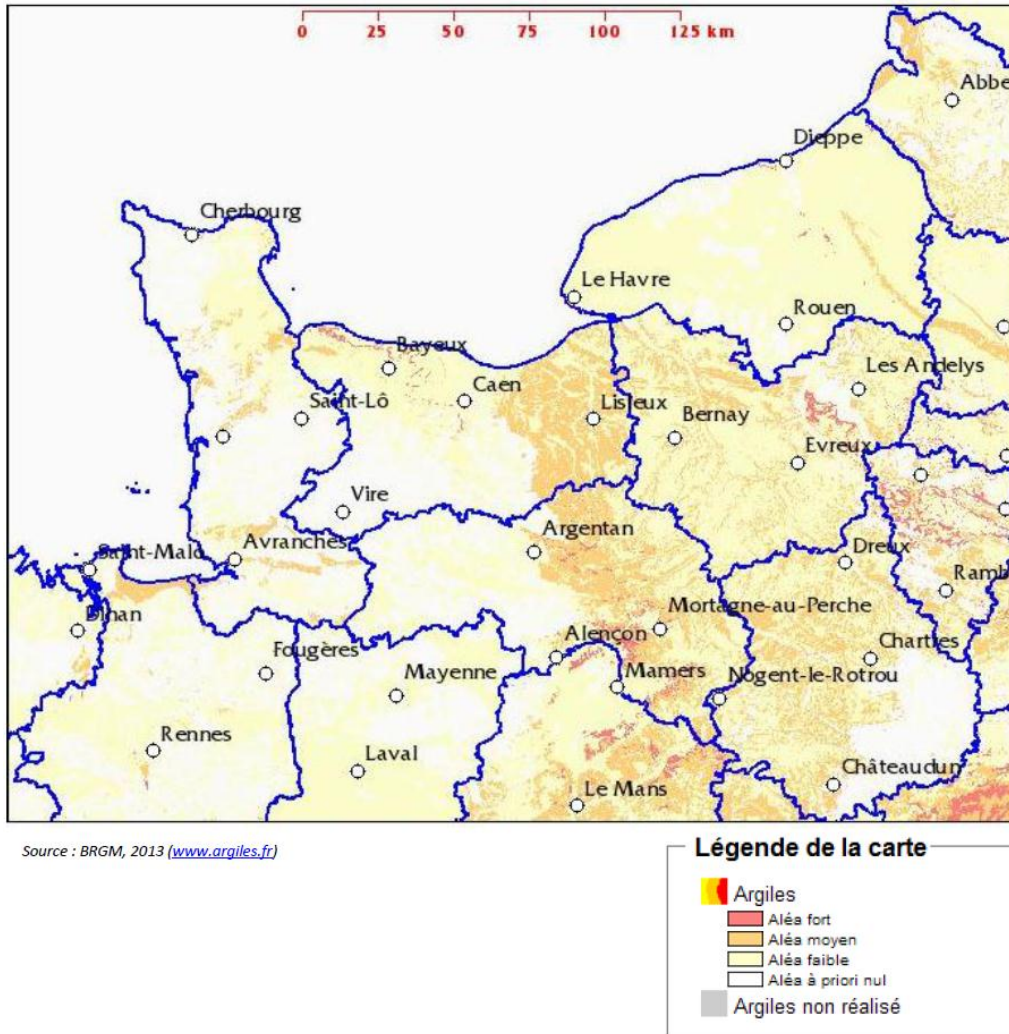 0 25 50 75 100 125 km
Abbe
Dieppe
Cherbourg
Le Havre
Rouen
Bayeux
Les Andelys
Caen
Saint-Lô
Lisieux
Bernay
Evreux
Vire
Argentan
Saint-Malo
Avranches
Dreux
Ramb
Dinan
Mortagne-au-Perche
Alençon
Chartres
Fougères
Mayenne
Mamers
Nogent-le-Rotrou
Rennes
Laval
Châteaudun
Le Mans
Source : BRGM, 2013 (www.argiles.fr)
Légende de la carte
Argiles
Aléa fort
Aléa moyen
Aléa faible
Aléa à priori nul
Argiles non réalisé